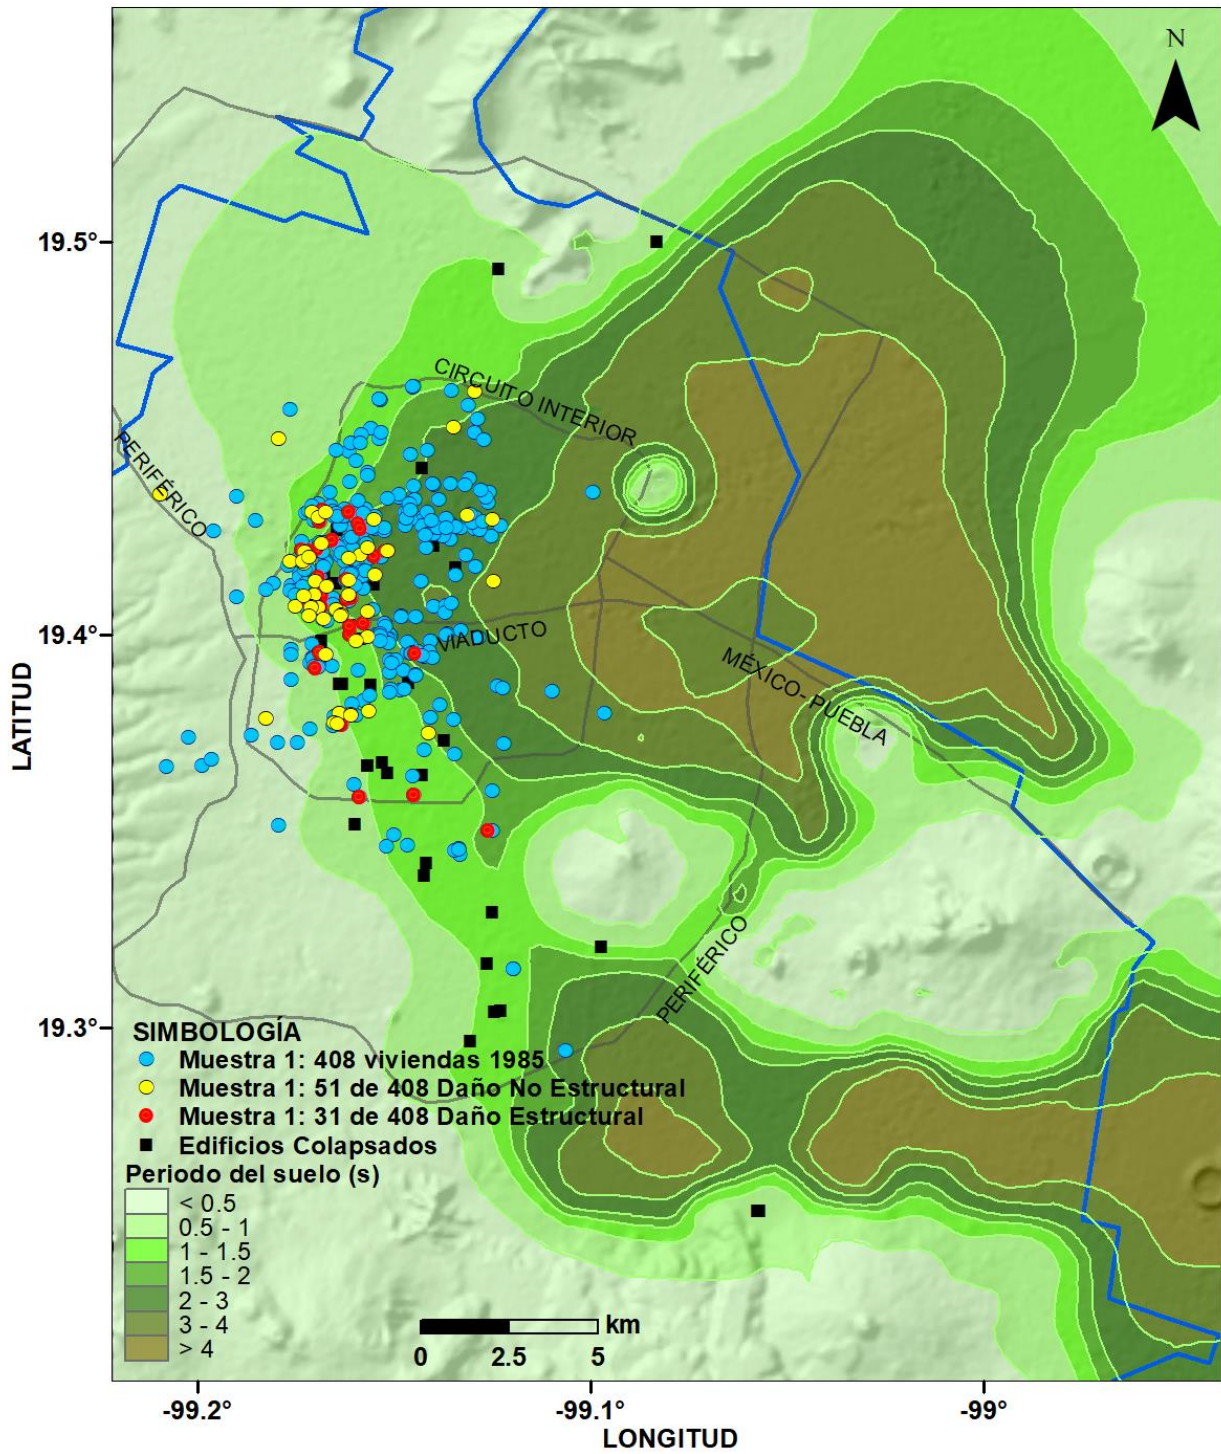 N
19.5°
19.4°
19.3°
LATITUD
CIRCUITO INTERIOR
PERIFÉRICO
VIADUCTO
MÉXICO- PUEBLA
PERIFÉRICO
SIMBOLOGÍA
Muestra 1: 408 viviendas 1985
Muestra 1: 51 de 408 Daño No Estructural
Muestra 1: 31 de 408 Daño Estructural
Edificios Colapsados
Periodo del suelo (s)
< 0.5
0.5 - 1
1 - 1.5
1.5 - 2
2 - 3
3 - 4
> 4
km
0 2.5 5
-99.2° -99.1° -99°
LONGITUD